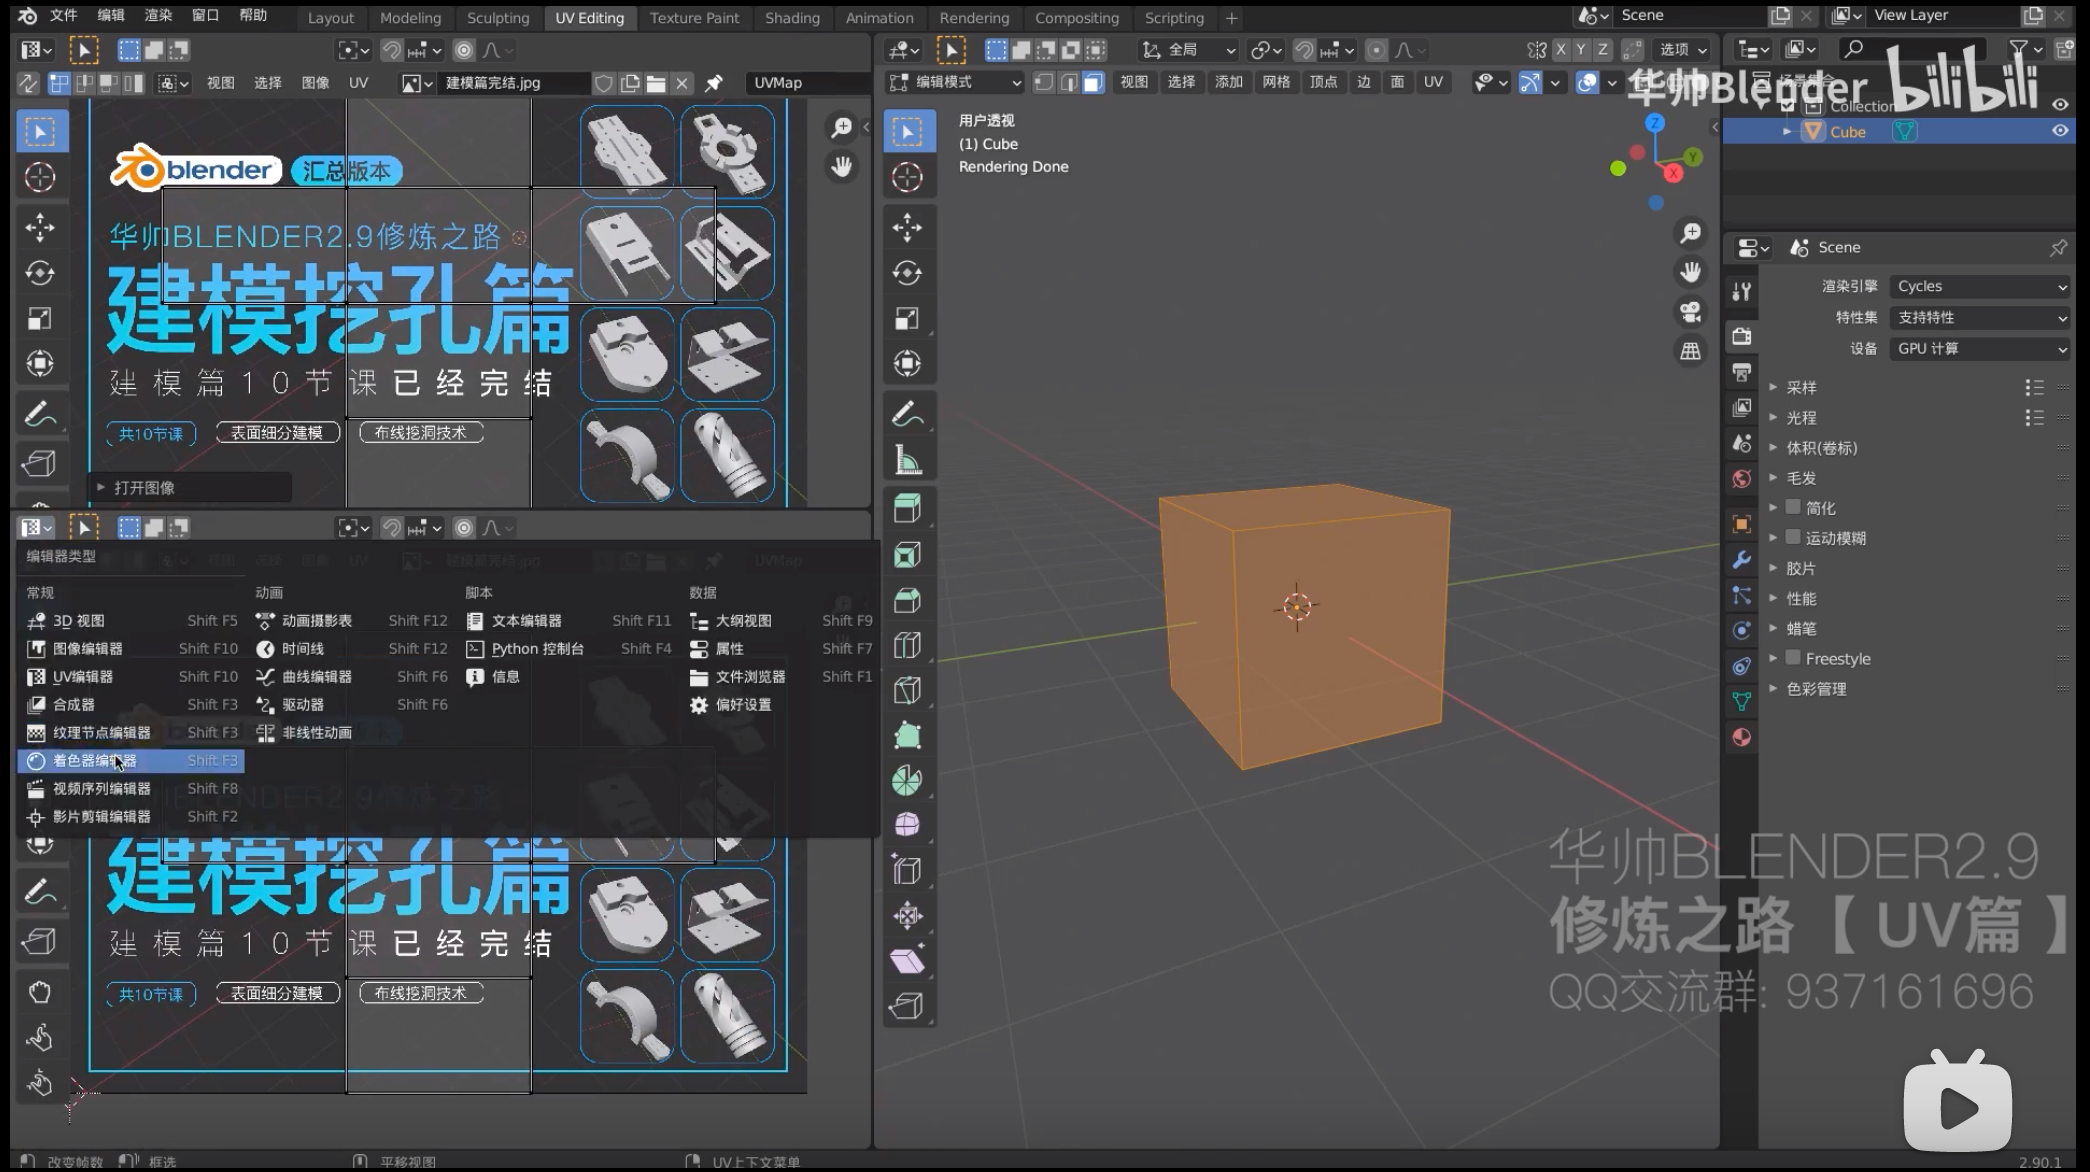 文件 编辑 渲染 窗口 帮助 Layout Modeling Sculpting UV Editing Texture Paint Shading Animation Rendering Compositing Scripting + Scene View Layer
全局 X Y Z 选项
视图 选择 图像 UV 建模篇完结.jpg UVMap
编辑模式 视图 选择 添加 网格 顶点 边 面 UV
华帅Blender bilibili
Collection
Cube
用户透视
(1) Cube
Rendering Done
Z
Y
X
blender 汇总版本
华帅BLENDER2.9修炼之路
建模挖孔篇
建模篇10节课已经完结
共10节课 表面细分建模 布线挖洞技术
打开图像
编辑器类型
常规 动画 脚本 数据
3D 视图 Shift F5 动画摄影表 Shift F12 文本编辑器 Shift F11 大纲视图 Shift F9
图像编辑器 Shift F10 时间线 Shift F12 Python 控制台 Shift F4 属性 Shift F7
UV编辑器 Shift F10 曲线编辑器 Shift F6 信息 文件浏览器 Shift F1
合成器 Shift F3 驱动器 Shift F6 偏好设置
纹理节点编辑器 Shift F3 非线性动画
着色器编辑器 Shift F3
视频序列编辑器 Shift F8
影片剪辑编辑器 Shift F2
建模挖孔篇
建模篇10节课已经完结
共10节课 表面细分建模 布线挖洞技术
Scene
渲染引擎 Cycles
特性集 支持特性
设备 GPU 计算
采样
光程
体积(卷标)
毛发
简化
运动模糊
胶片
性能
蜡笔
Freestyle
色彩管理
华帅BLENDER2.9
修炼之路【UV篇】
QQ交流群: 937161696
改变帧数 框选 平移视图 UV上下文菜单 2.90.1